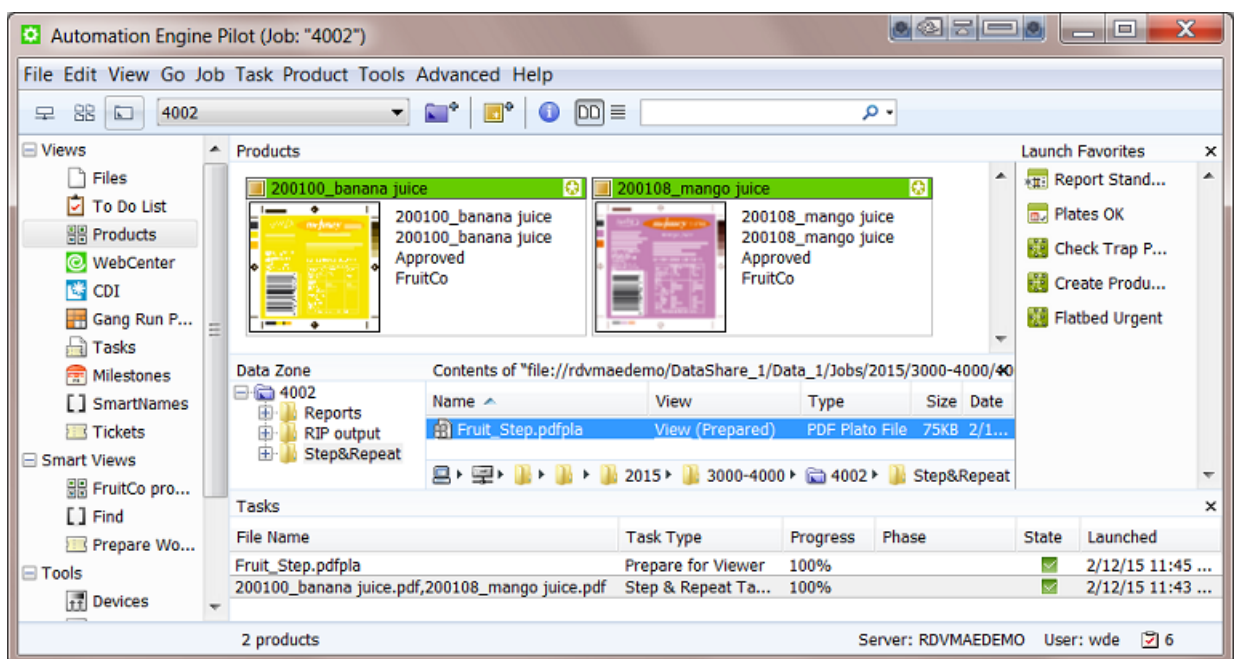 Automation Engine Pilot (Job: "4002")
File Edit View Go Job Task Product Tools Advanced Help
4002
Views
Files
To Do List
Products
WebCenter
CDI
Gang Run P...
Tasks
Milestones
SmartNames
Tickets
Smart Views
FruitCo pro...
Find
Prepare Wo...
Tools
Devices
Products
200100_banana juice
200100_banana juice
200100_banana juice
Approved
FruitCo
200108_mango juice
200108_mango juice
200108_mango juice
Approved
FruitCo
Launch Favorites
Report Stand...
Plates OK
Check Trap P...
Create Produ...
Flatbed Urgent
Data Zone
4002
Reports
RIP output
Step&Repeat
Contents of "file://rdvmaedemo/DataShare_1/Data_1/Jobs/2015/3000-4000/40
Name View Type Size Date
Fruit_Step.pdfpla View (Prepared) PDF Plato File 75KB 2/1...
2015 3000-4000 4002 Step&Repeat
Tasks
File Name Task Type Progress Phase State Launched
Fruit_Step.pdfpla Prepare for Viewer 100% 2/12/15 11:45 ...
200100_banana juice.pdf,200108_mango juice.pdf Step & Repeat Ta... 100% 2/12/15 11:43 ...
2 products Server: RDVMAEDEMO User: wde 6